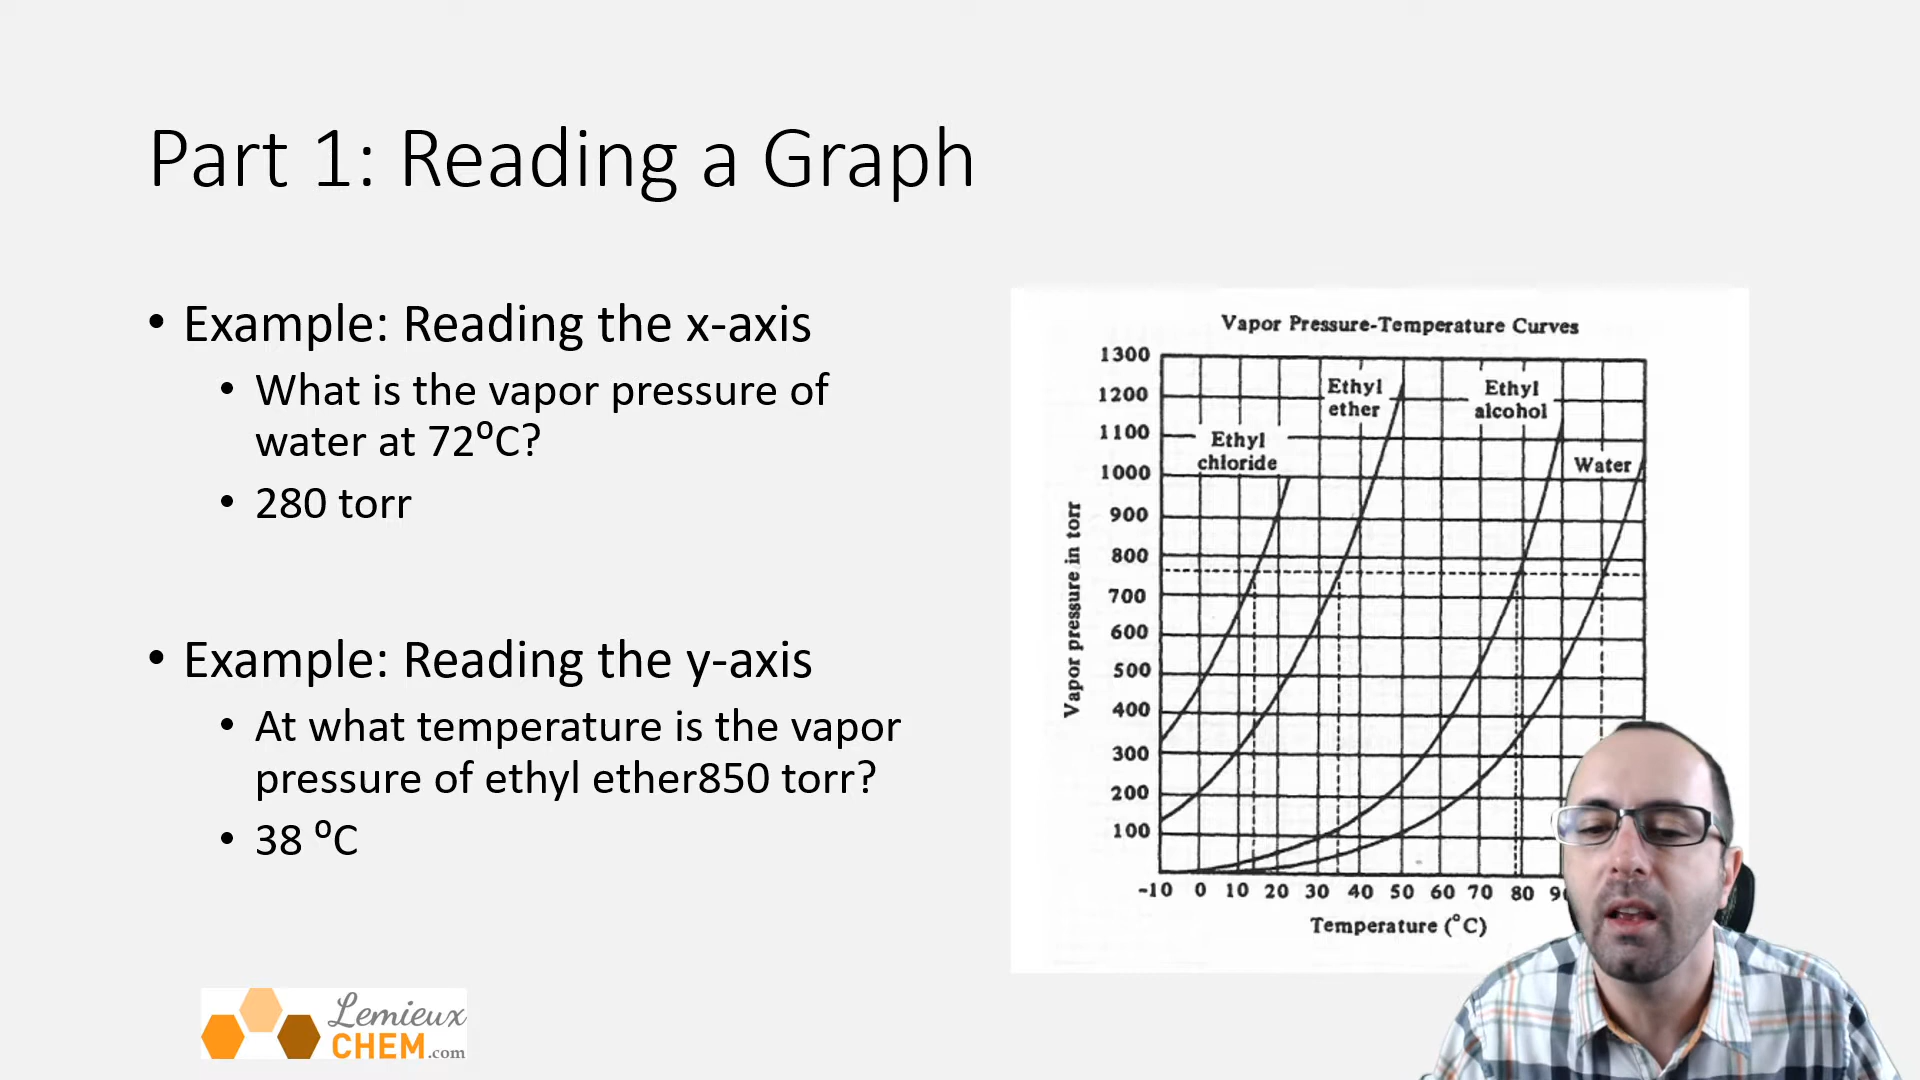 Part 1: Reading a Graph
• Example: Reading the x-axis
• What is the vapor pressure of
water at 72⁰C?
• 280 torr
• Example: Reading the y-axis
• At what temperature is the vapor
pressure of ethyl ether850 torr?
• 38 ⁰C
Vapor Pressure-Temperature Curves
1300
1200
1100
1000
900
800
700
600
500
400
300
200
100
Vapor pressure in torr
Ethyl
ether
Ethyl
alcohol
Ethyl
chloride
Water
-10 0 10 20 30 40 50 60 70 80
Temperature (°C)
Lemieux
CHEM.com